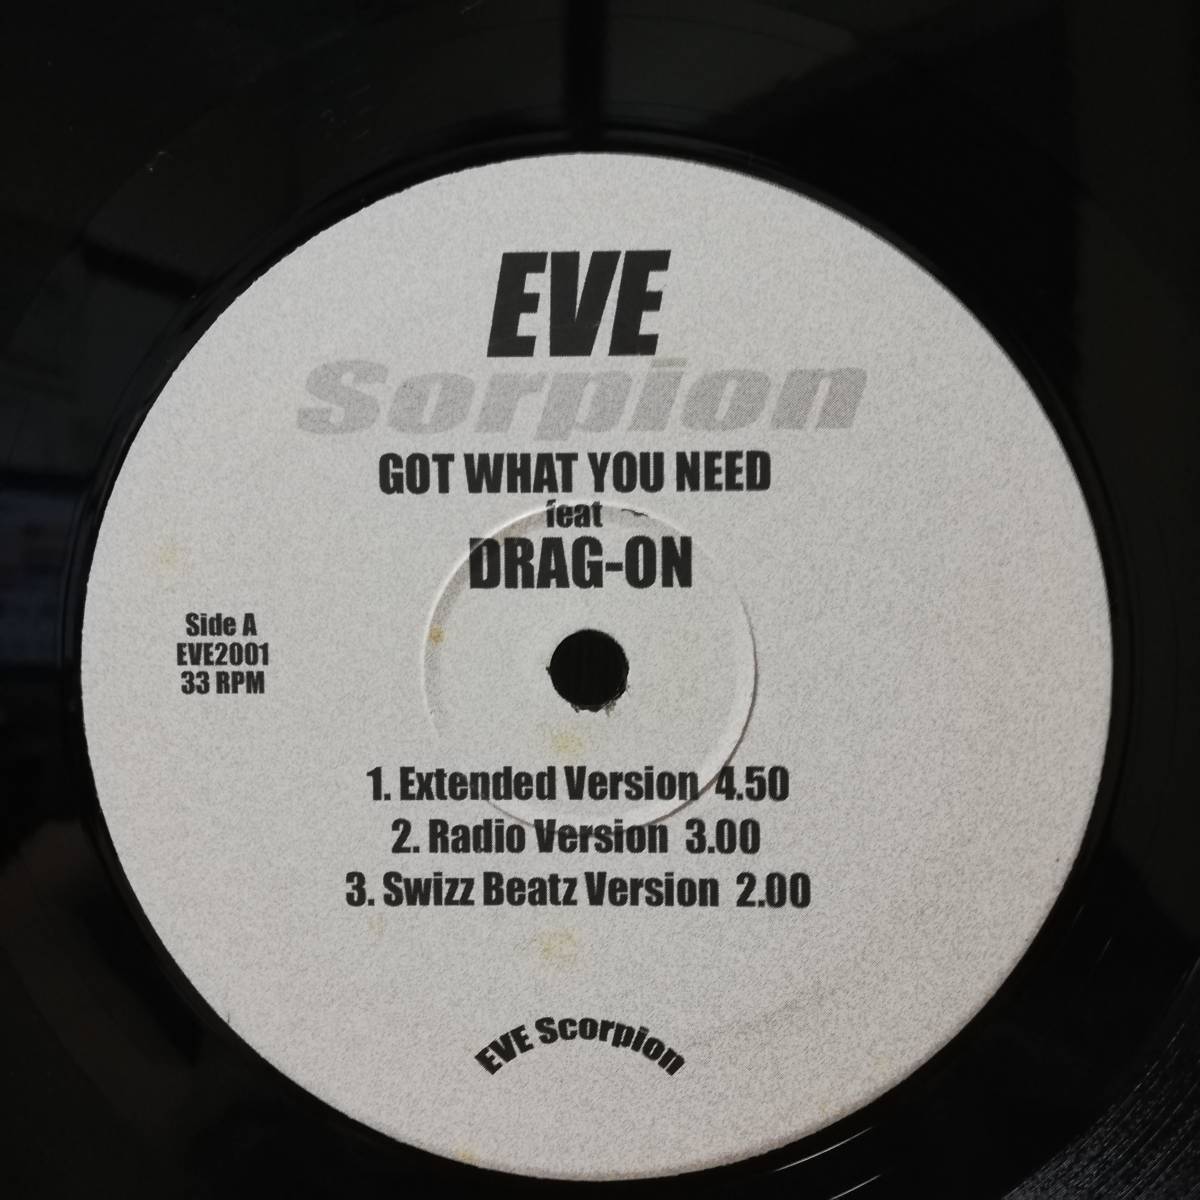 EVE
Sorpion
GOT WHAT YOU NEED
feat
DRAG-ON
Side A
EVE2001
33 RPM
1. Extended Version 4.50
2. Radio Version 3.00
3. Swizz Beatz Version 2.00
EVE Scorpion